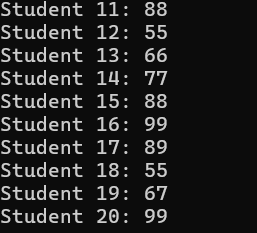 Student 11: 88
Student 12: 55
Student 13: 66
Student 14: 77
Student 15: 88
Student 16: 99
Student 17: 89
Student 18: 55
Student 19: 67
Student 20: 99